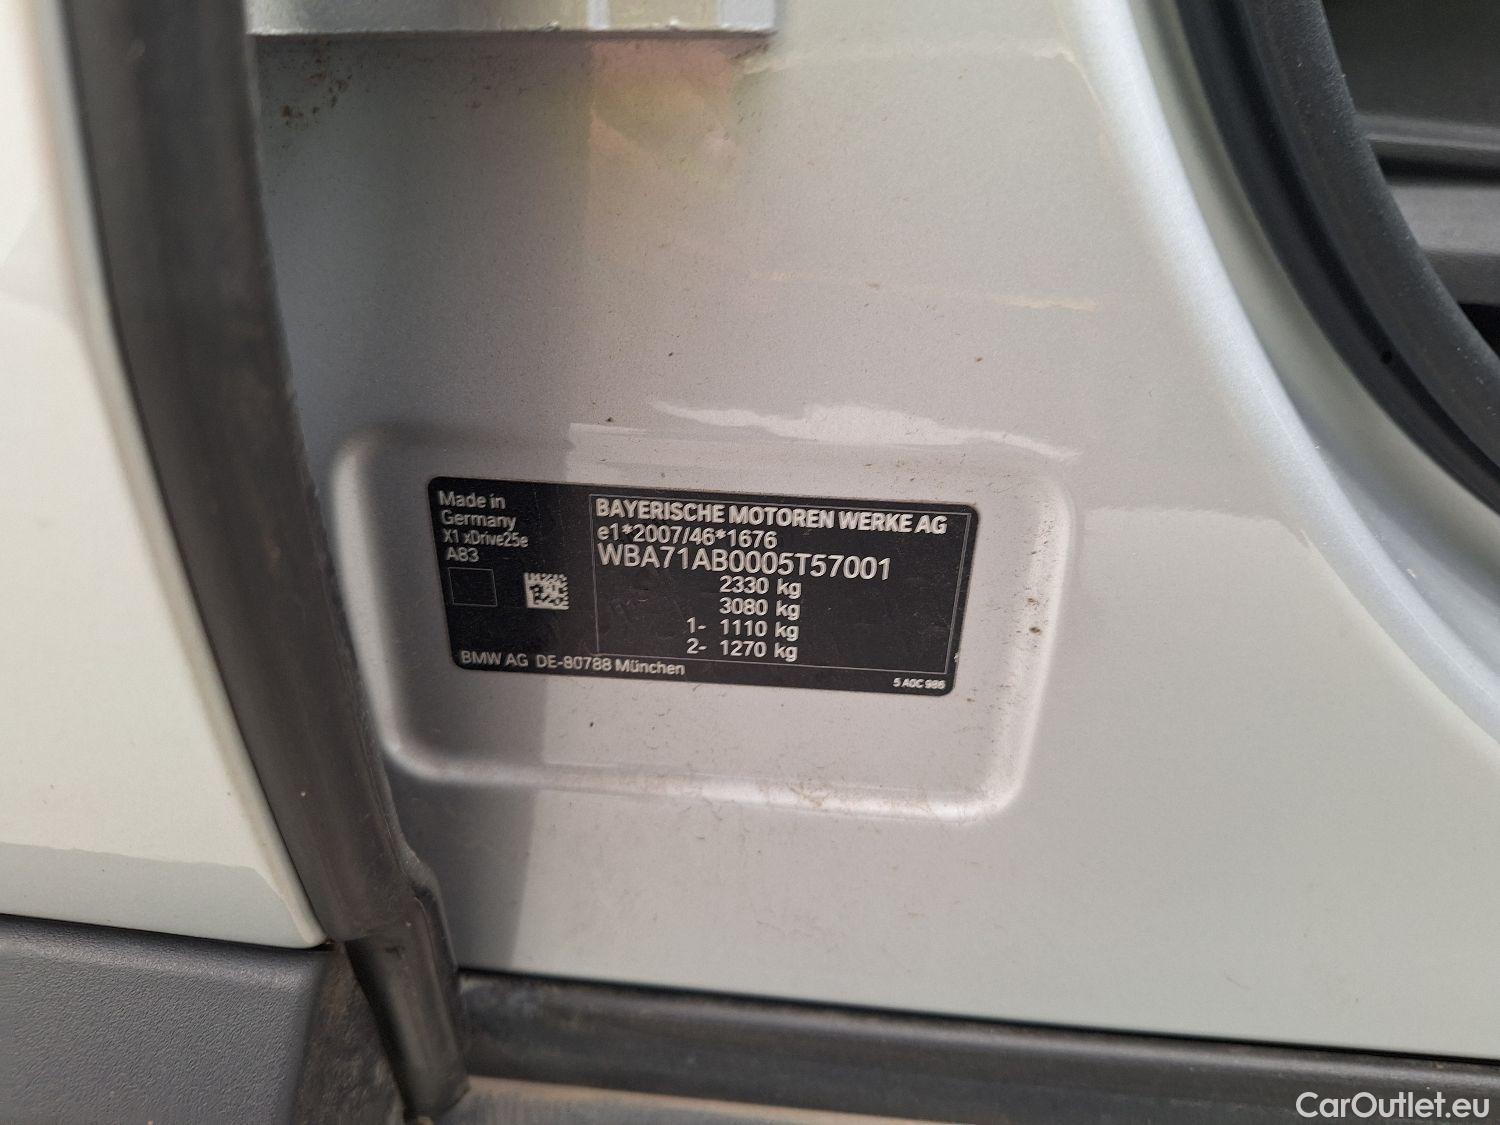 Made in
Germany
X1 xDrive25e
A83
BAYERISCHE MOTOREN WERKE AG
e1*2007/46*1676
WBA71AB0005T57001
2330 kg
3080 kg
1- 1110 kg
2- 1270 kg
BMW AG DE-80788 München
5 A0C 986
CarOutlet.eu